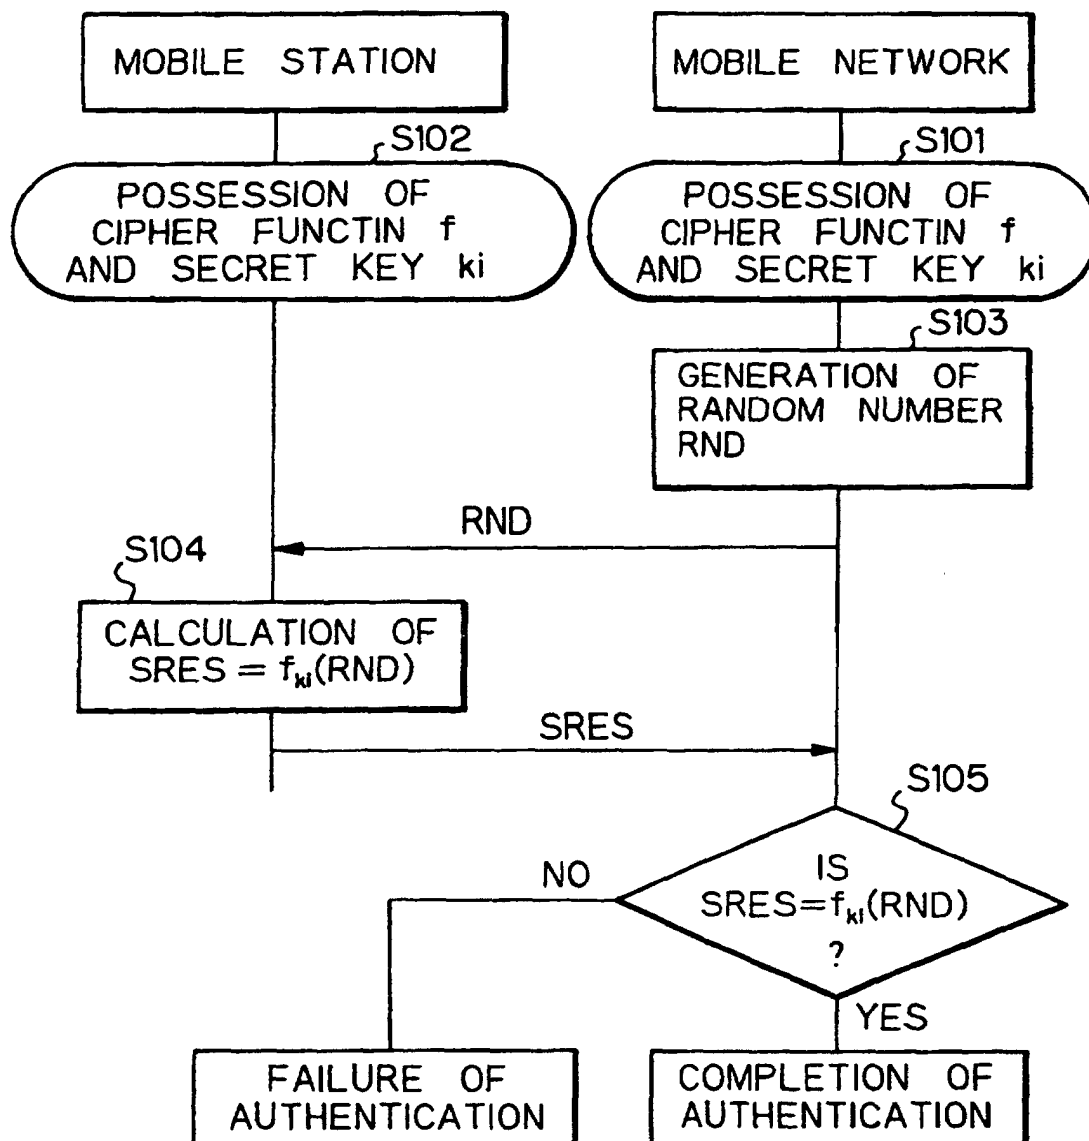 MOBILE STATION
MOBILE NETWORK
S102
S101
POSSESSION OF
CIPHER FUNCTIN f
AND SECRET KEY ki
POSSESSION OF
CIPHER FUNCTIN f
AND SECRET KEY ki
S103
GENERATION OF
RANDOM NUMBER
RND
RND
S104
CALCULATION OF
SRES = fki(RND)
SRES
S105
IS
SRES=fki(RND)
?
NO
YES
FAILURE OF
AUTHENTICATION
COMPLETION OF
AUTHENTICATION